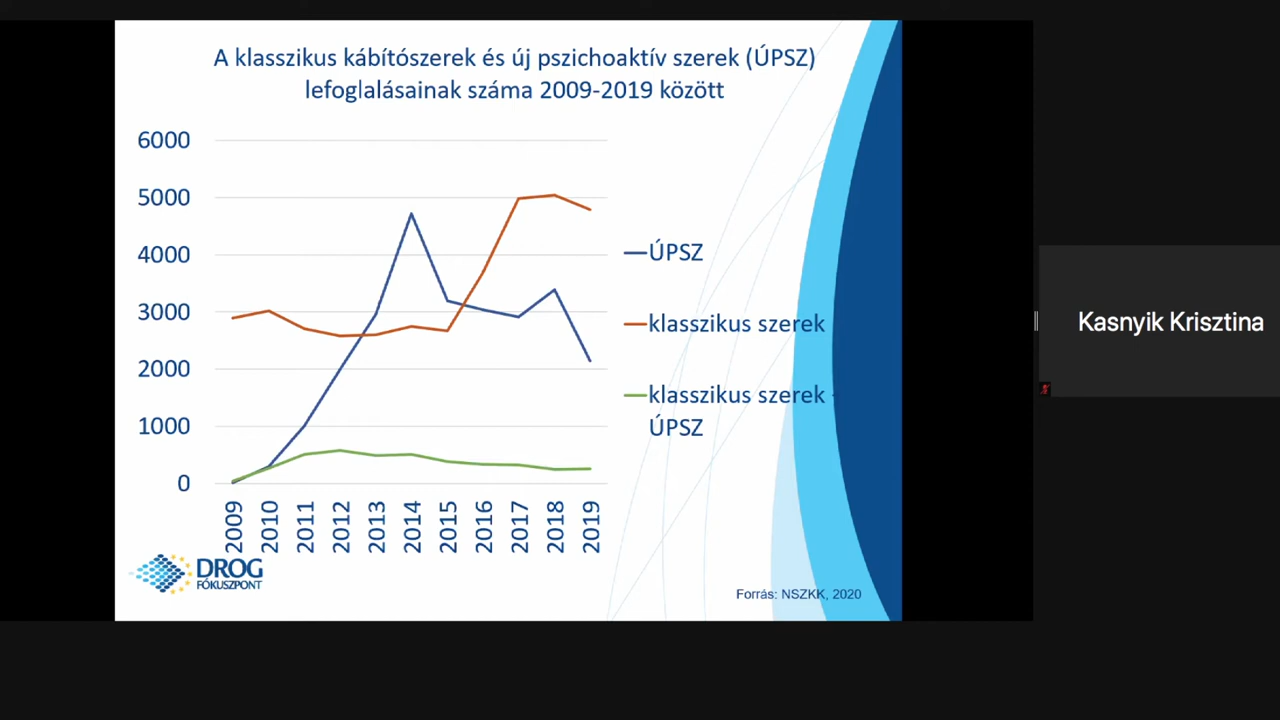 A klasszikus kábítószerek és új pszichoaktív szerek (ÚPSZ)
lefoglalásainak száma 2009-2019 között
6000
5000
4000
3000
2000
1000
0
2009
2010
2011
2012
2013
2014
2015
2016
2017
2018
2019
ÚPSZ
klasszikus szerek
klasszikus szerek -
ÚPSZ
DROG
FÓKUSZPONT
Forrás: NSZKK, 2020
Kasnyik Krisztina